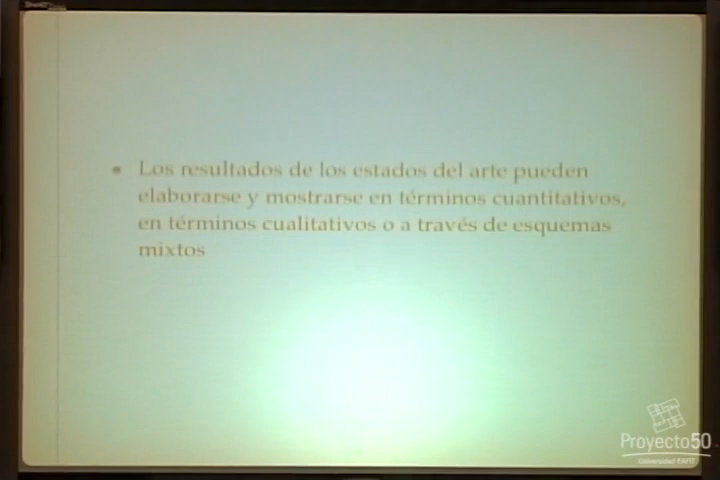 Los resultados de los estados del arte pueden
elaborarse y mostrarse en términos cuantitativos,
en términos cualitativos o a través de esquemas
mixtos
Proyecto50
Universidad EAFIT